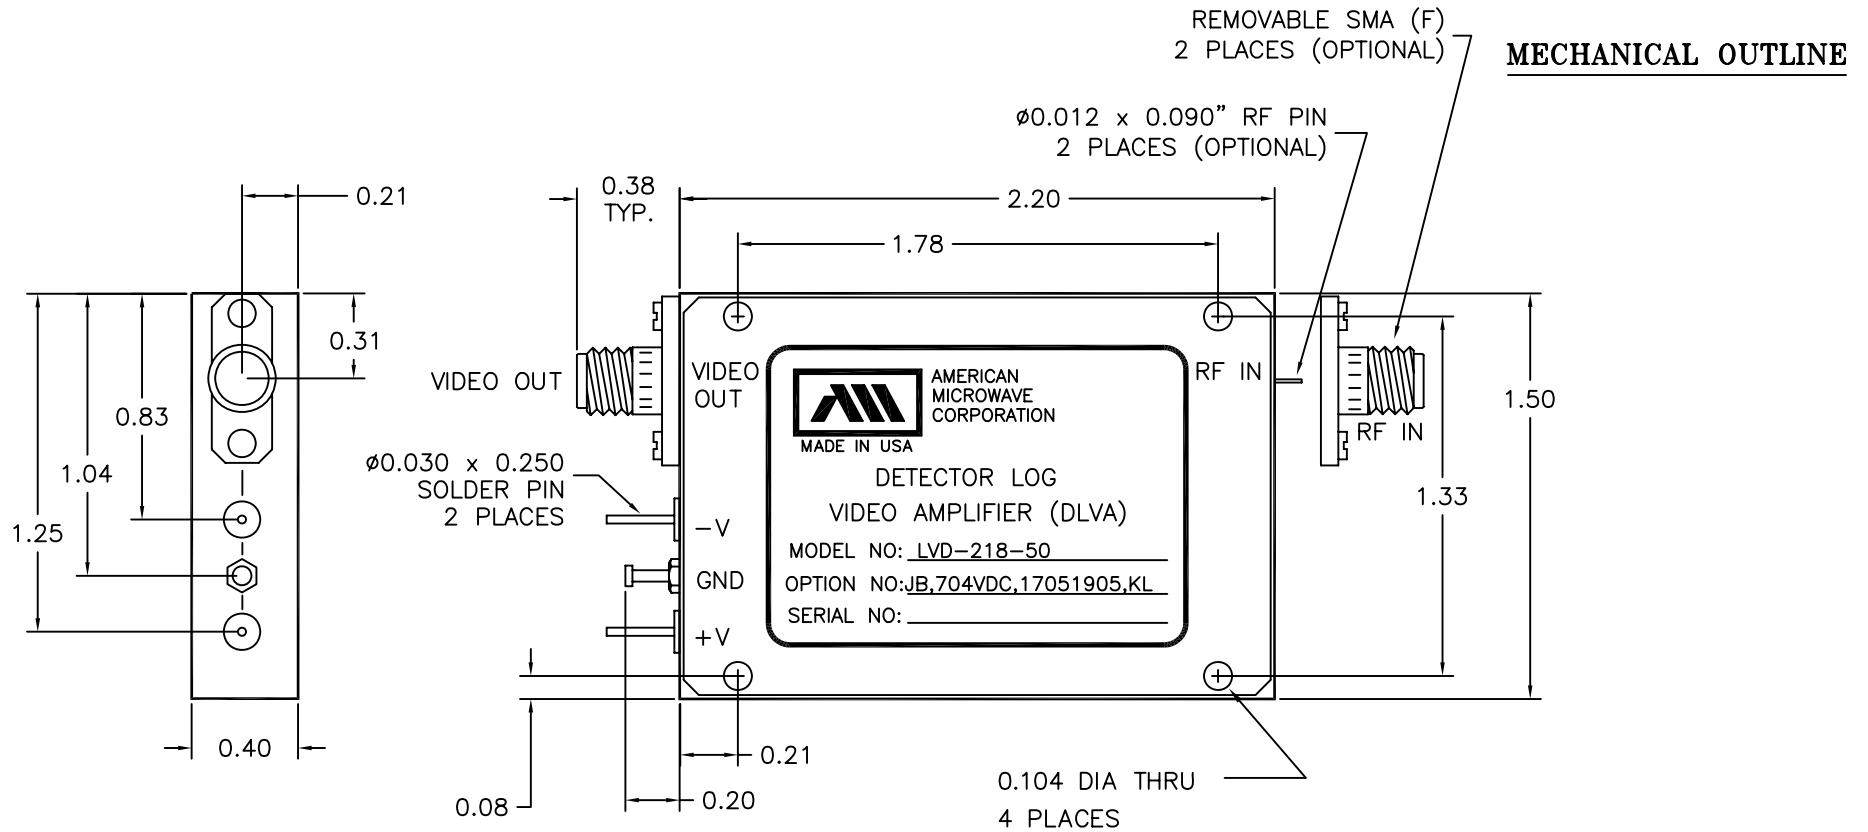 REMOVABLE SMA (F)
2 PLACES (OPTIONAL)
MECHANICAL OUTLINE
ø0.012 x 0.090” RF PIN
2 PLACES (OPTIONAL)
0.21
0.38
TYP.
2.20
1.78
0.31
0.83
1.04
1.25
0.40
VIDEO OUT
VIDEO
OUT
RF IN
RF IN
AMERICAN
MICROWAVE
CORPORATION
MADE IN USA
DETECTOR LOG
VIDEO AMPLIFIER (DLVA)
MODEL NO: LVD-218-50
OPTION NO:JB,704VDC,17051905,KL
SERIAL NO:
ø0.030 x 0.250
SOLDER PIN
2 PLACES
-V
GND
+V
1.50
1.33
0.21
0.20
0.08
0.104 DIA THRU
4 PLACES